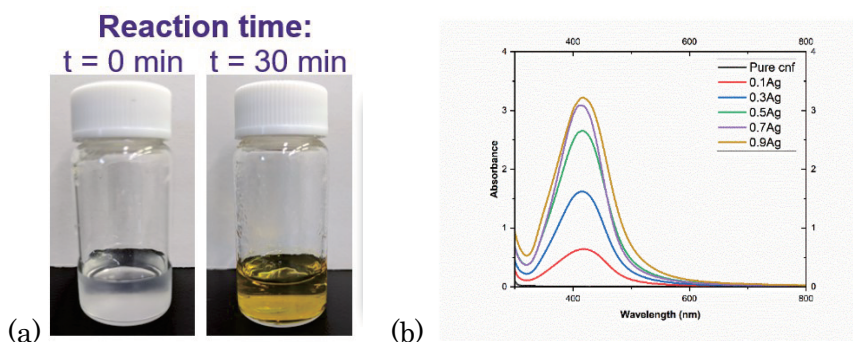 Reaction time:
t = 0 min t = 30 min
(a)
(b)
400 600 800
4 4
3 3
2 2
1 1
0 0
400 600 800
Absorbance
Wavelength (nm)
Pure cnf
0.1Ag
0.3Ag
0.5Ag
0.7Ag
0.9Ag